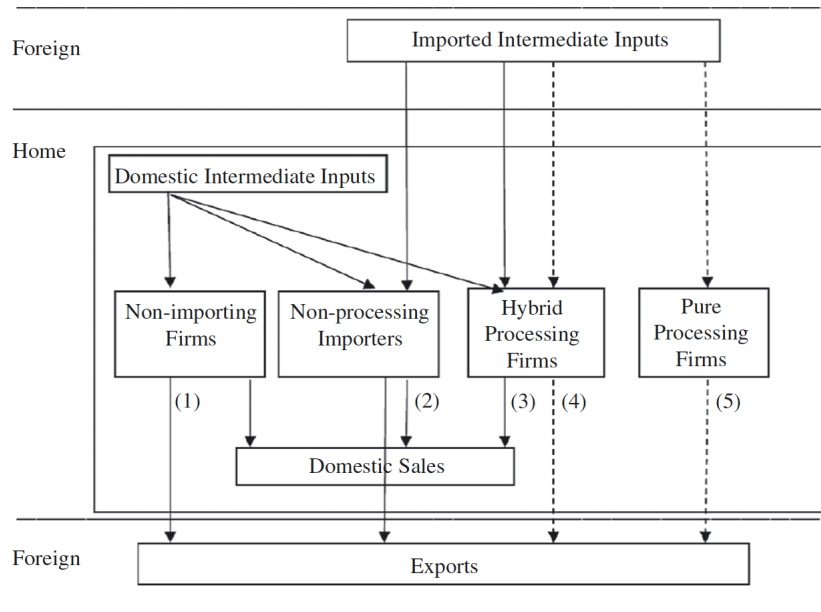 Foreign
Imported Intermediate Inputs
Home
Domestic Intermediate Inputs
Non-importing
Firms
Non-processing
Importers
Hybrid
Processing
Firms
Pure
Processing
Firms
(1)
(2)
(3)
(4)
(5)
Domestic Sales
Foreign
Exports